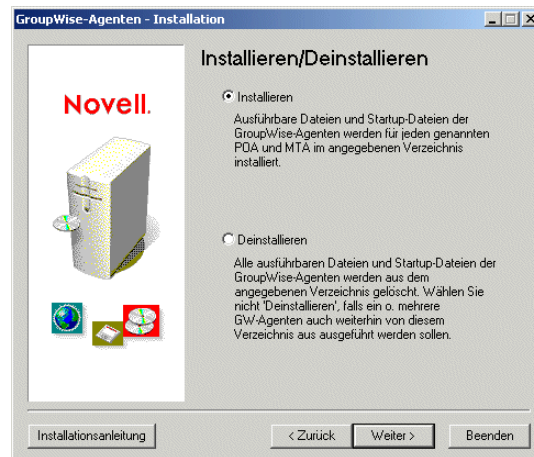 GroupWise-Agenten - Installation
Installieren/Deinstallieren
Novell.
Installieren
Ausführbare Dateien und Startup-Dateien der
GroupWise-Agenten werden für jeden genannten
POA und MTA im angegebenen Verzeichnis
installiert.
Deinstallieren
Alle ausführbaren Dateien und Startup-Dateien der
GroupWise-Agenten werden aus dem
angegebenen Verzeichnis gelöscht. Wählen Sie
nicht 'Deinstallieren', falls ein o. mehrere
GW-Agenten auch weiterhin von diesem
Verzeichnis aus ausgeführt werden sollen.
Installationsanleitung
< Zurück
Weiter >
Beenden